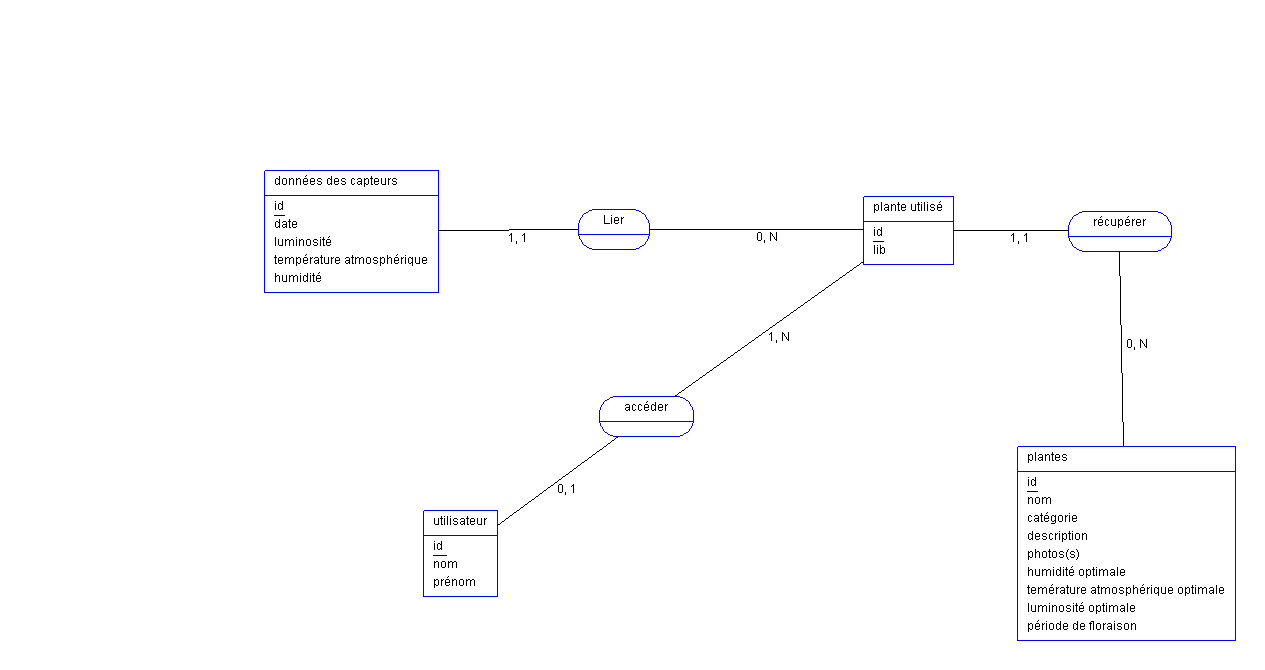 données des capteurs
id
date
luminosité
température atmosphérique
humidité
1, 1
Lier
0, N
plante utilisé
id
lib
1, 1
récupérer
0, N
1, N
accéder
0, 1
utilisateur
id
nom
prénom
plantes
id
nom
catégorie
description
photos(s)
humidité optimale
temérature atmosphérique optimale
luminosité optimale
période de floraison